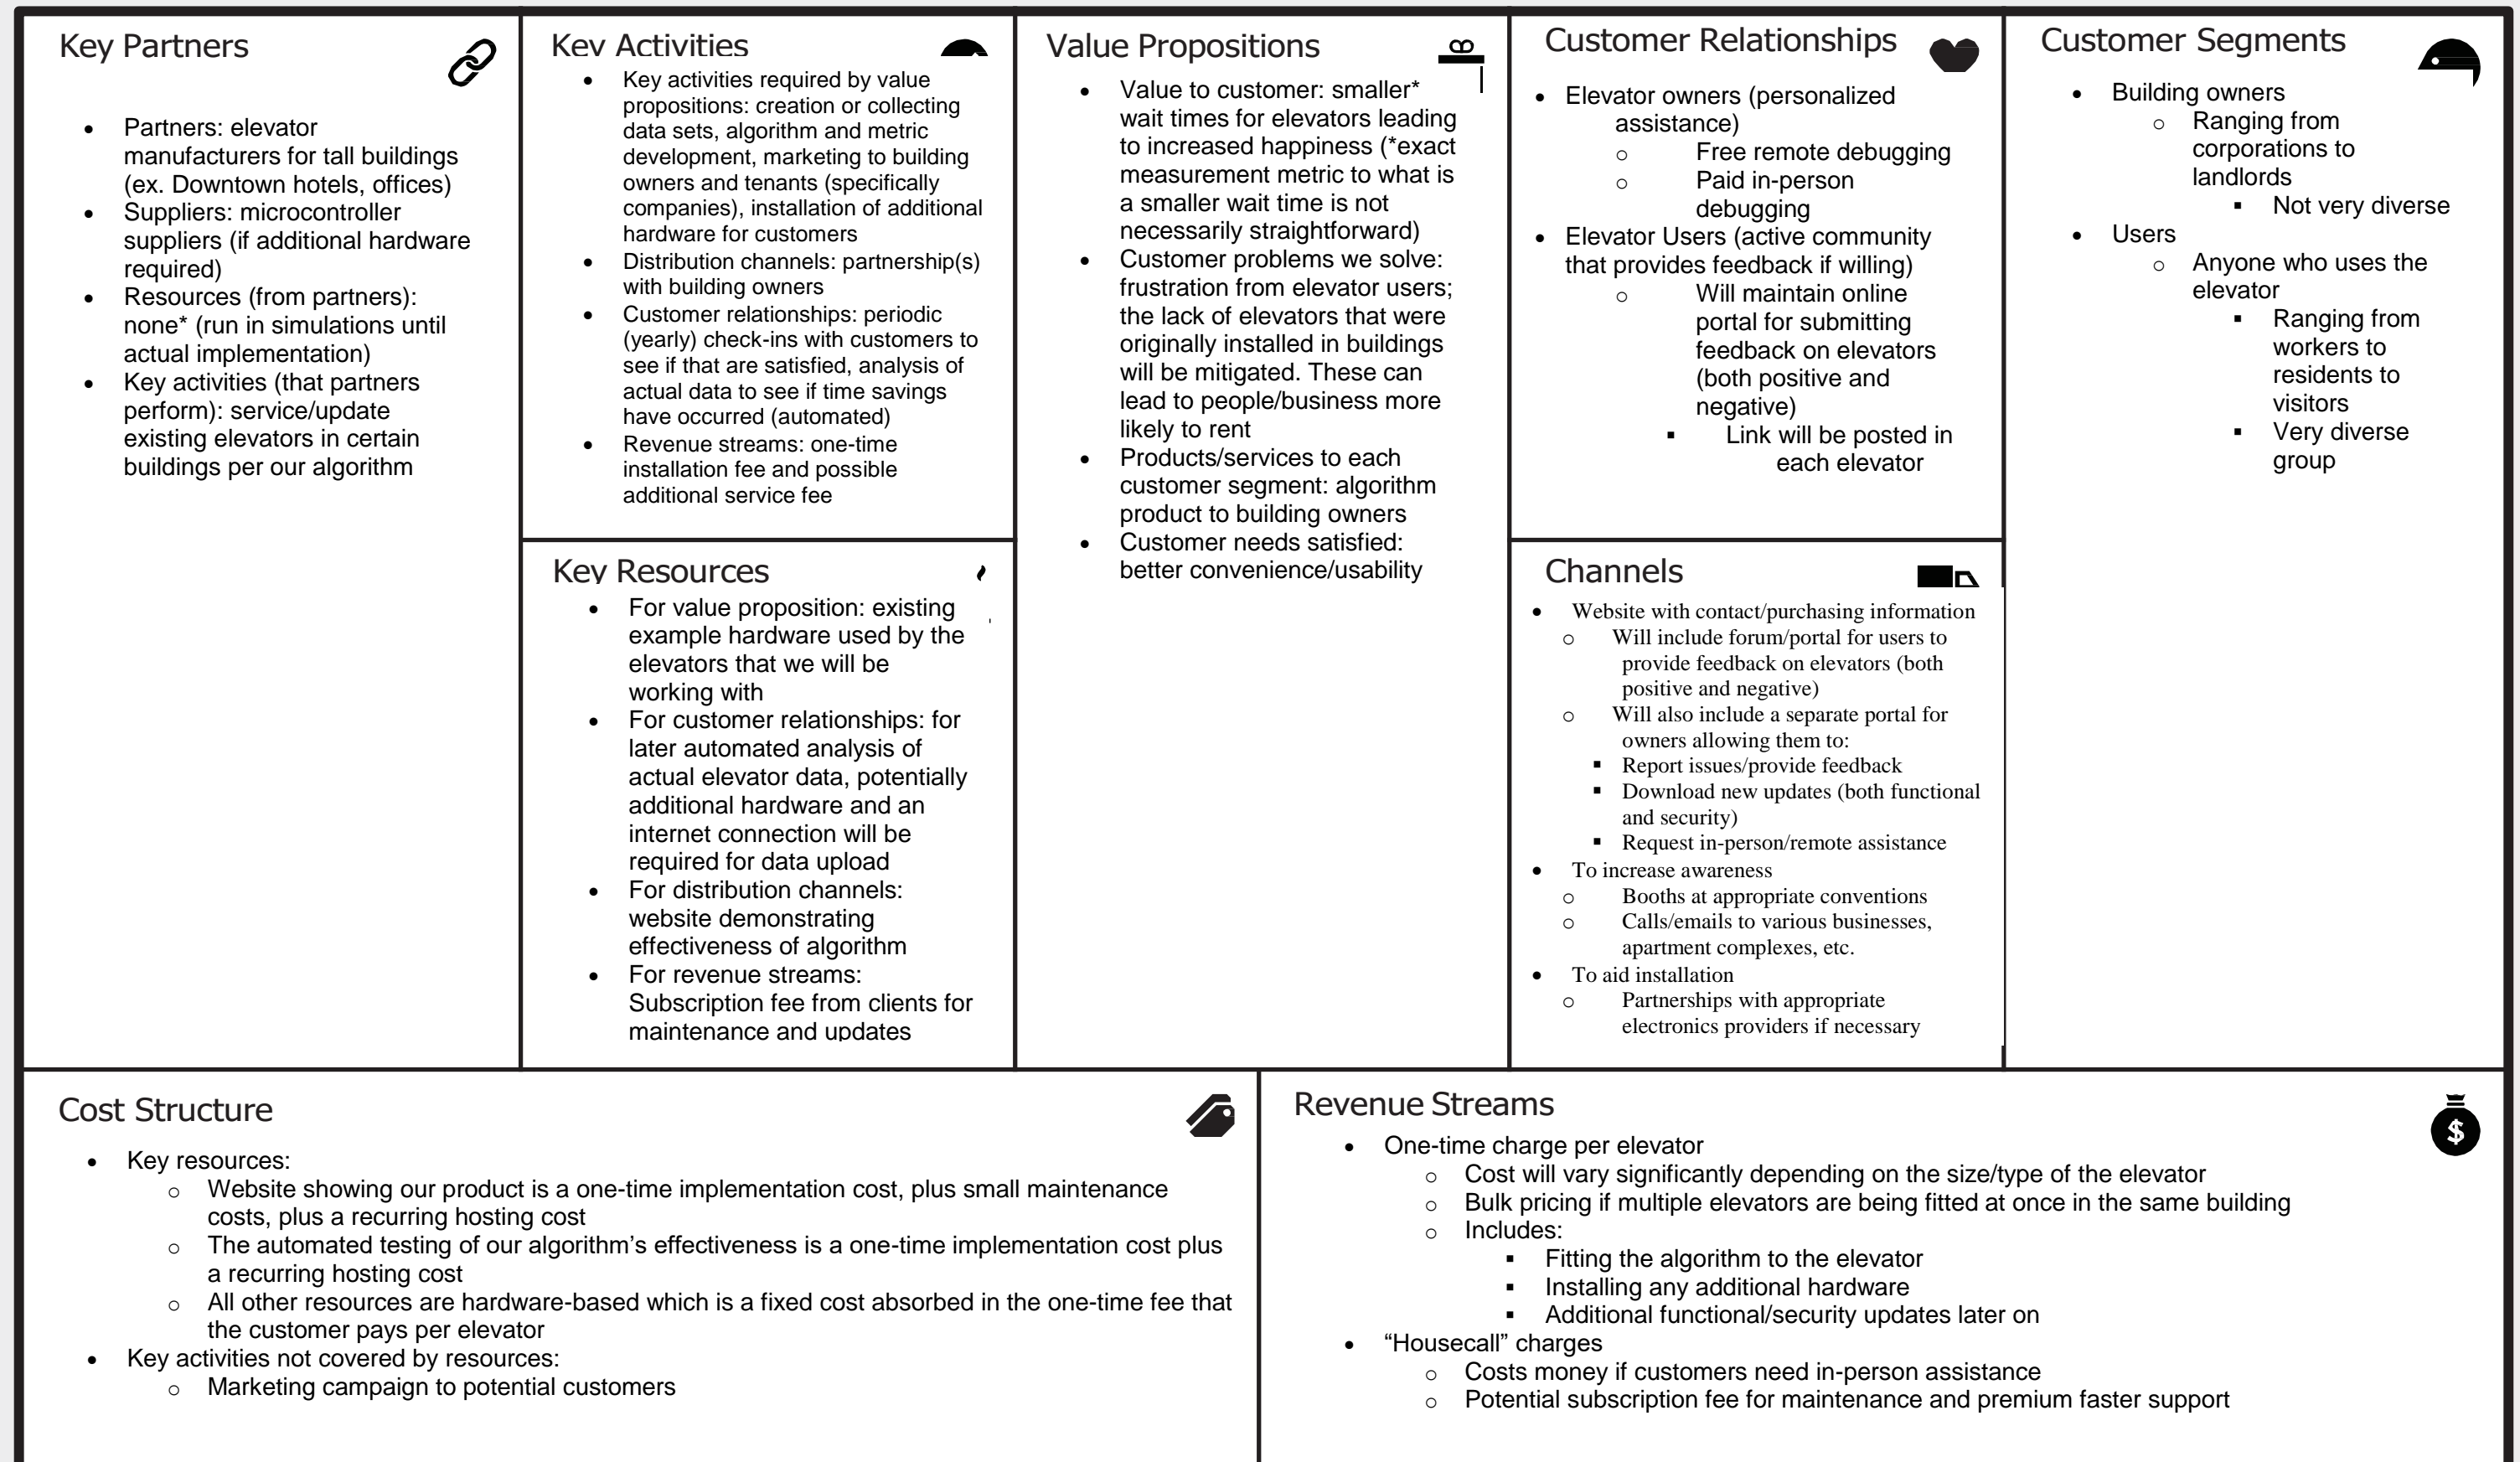 Key Partners
• Partners: elevator
manufacturers for tall buildings
(ex. Downtown hotels, offices)
• Suppliers: microcontroller
suppliers (if additional hardware
required)
• Resources (from partners):
none* (run in simulations until
actual implementation)
• Key activities (that partners
perform): service/update
existing elevators in certain
buildings per our algorithm
Key Activities
• Key activities required by value
propositions: creation or collecting
data sets, algorithm and metric
development, marketing to building
owners and tenants (specifically
companies), installation of additional
hardware for customers
• Distribution channels: partnership(s)
with building owners
• Customer relationships: periodic
(yearly) check-ins with customers to
see if that are satisfied, analysis of
actual data to see if time savings
have occurred (automated)
• Revenue streams: one-time
installation fee and possible
additional service fee
Key Resources
• For value proposition: existing
example hardware used by the
elevators that we will be
working with
• For customer relationships: for
later automated analysis of
actual elevator data, potentially
additional hardware and an
internet connection will be
required for data upload
• For distribution channels:
website demonstrating
effectiveness of algorithm
• For revenue streams:
Subscription fee from clients for
maintenance and updates
Value Propositions
• Value to customer: smaller*
wait times for elevators leading
to increased happiness (*exact
measurement metric to what is
a smaller wait time is not
necessarily straightforward)
• Customer problems we solve:
frustration from elevator users;
the lack of elevators that were
originally installed in buildings
will be mitigated. These can
lead to people/business more
likely to rent
• Products/services to each
customer segment: algorithm
product to building owners
• Customer needs satisfied:
better convenience/usability
Customer Relationships
• Elevator owners (personalized
assistance)
o Free remote debugging
o Paid in-person
debugging
• Elevator Users (active community
that provides feedback if willing)
o Will maintain online
portal for submitting
feedback on elevators
(both positive and
negative)
▪ Link will be posted in
each elevator
Channels
• Website with contact/purchasing information
o Will include forum/portal for users to
provide feedback on elevators (both
positive and negative)
o Will also include a separate portal for
owners allowing them to:
▪ Report issues/provide feedback
▪ Download new updates (both functional
and security)
▪ Request in-person/remote assistance
• To increase awareness
o Booths at appropriate conventions
o Calls/emails to various businesses,
apartment complexes, etc.
• To aid installation
o Partnerships with appropriate
electronics providers if necessary
Customer Segments
• Building owners
o Ranging from
corporations to
landlords
▪ Not very diverse
• Users
o Anyone who uses the
elevator
▪ Ranging from
workers to
residents to
visitors
▪ Very diverse
group
Cost Structure
• Key resources:
o Website showing our product is a one-time implementation cost, plus small maintenance
costs, plus a recurring hosting cost
o The automated testing of our algorithm’s effectiveness is a one-time implementation cost plus
a recurring hosting cost
o All other resources are hardware-based which is a fixed cost absorbed in the one-time fee that
the customer pays per elevator
• Key activities not covered by resources:
o Marketing campaign to potential customers
Revenue Streams
$
• One-time charge per elevator
o Cost will vary significantly depending on the size/type of the elevator
o Bulk pricing if multiple elevators are being fitted at once in the same building
o Includes:
▪ Fitting the algorithm to the elevator
▪ Installing any additional hardware
▪ Additional functional/security updates later on
• “Housecall” charges
o Costs money if customers need in-person assistance
o Potential subscription fee for maintenance and premium faster support